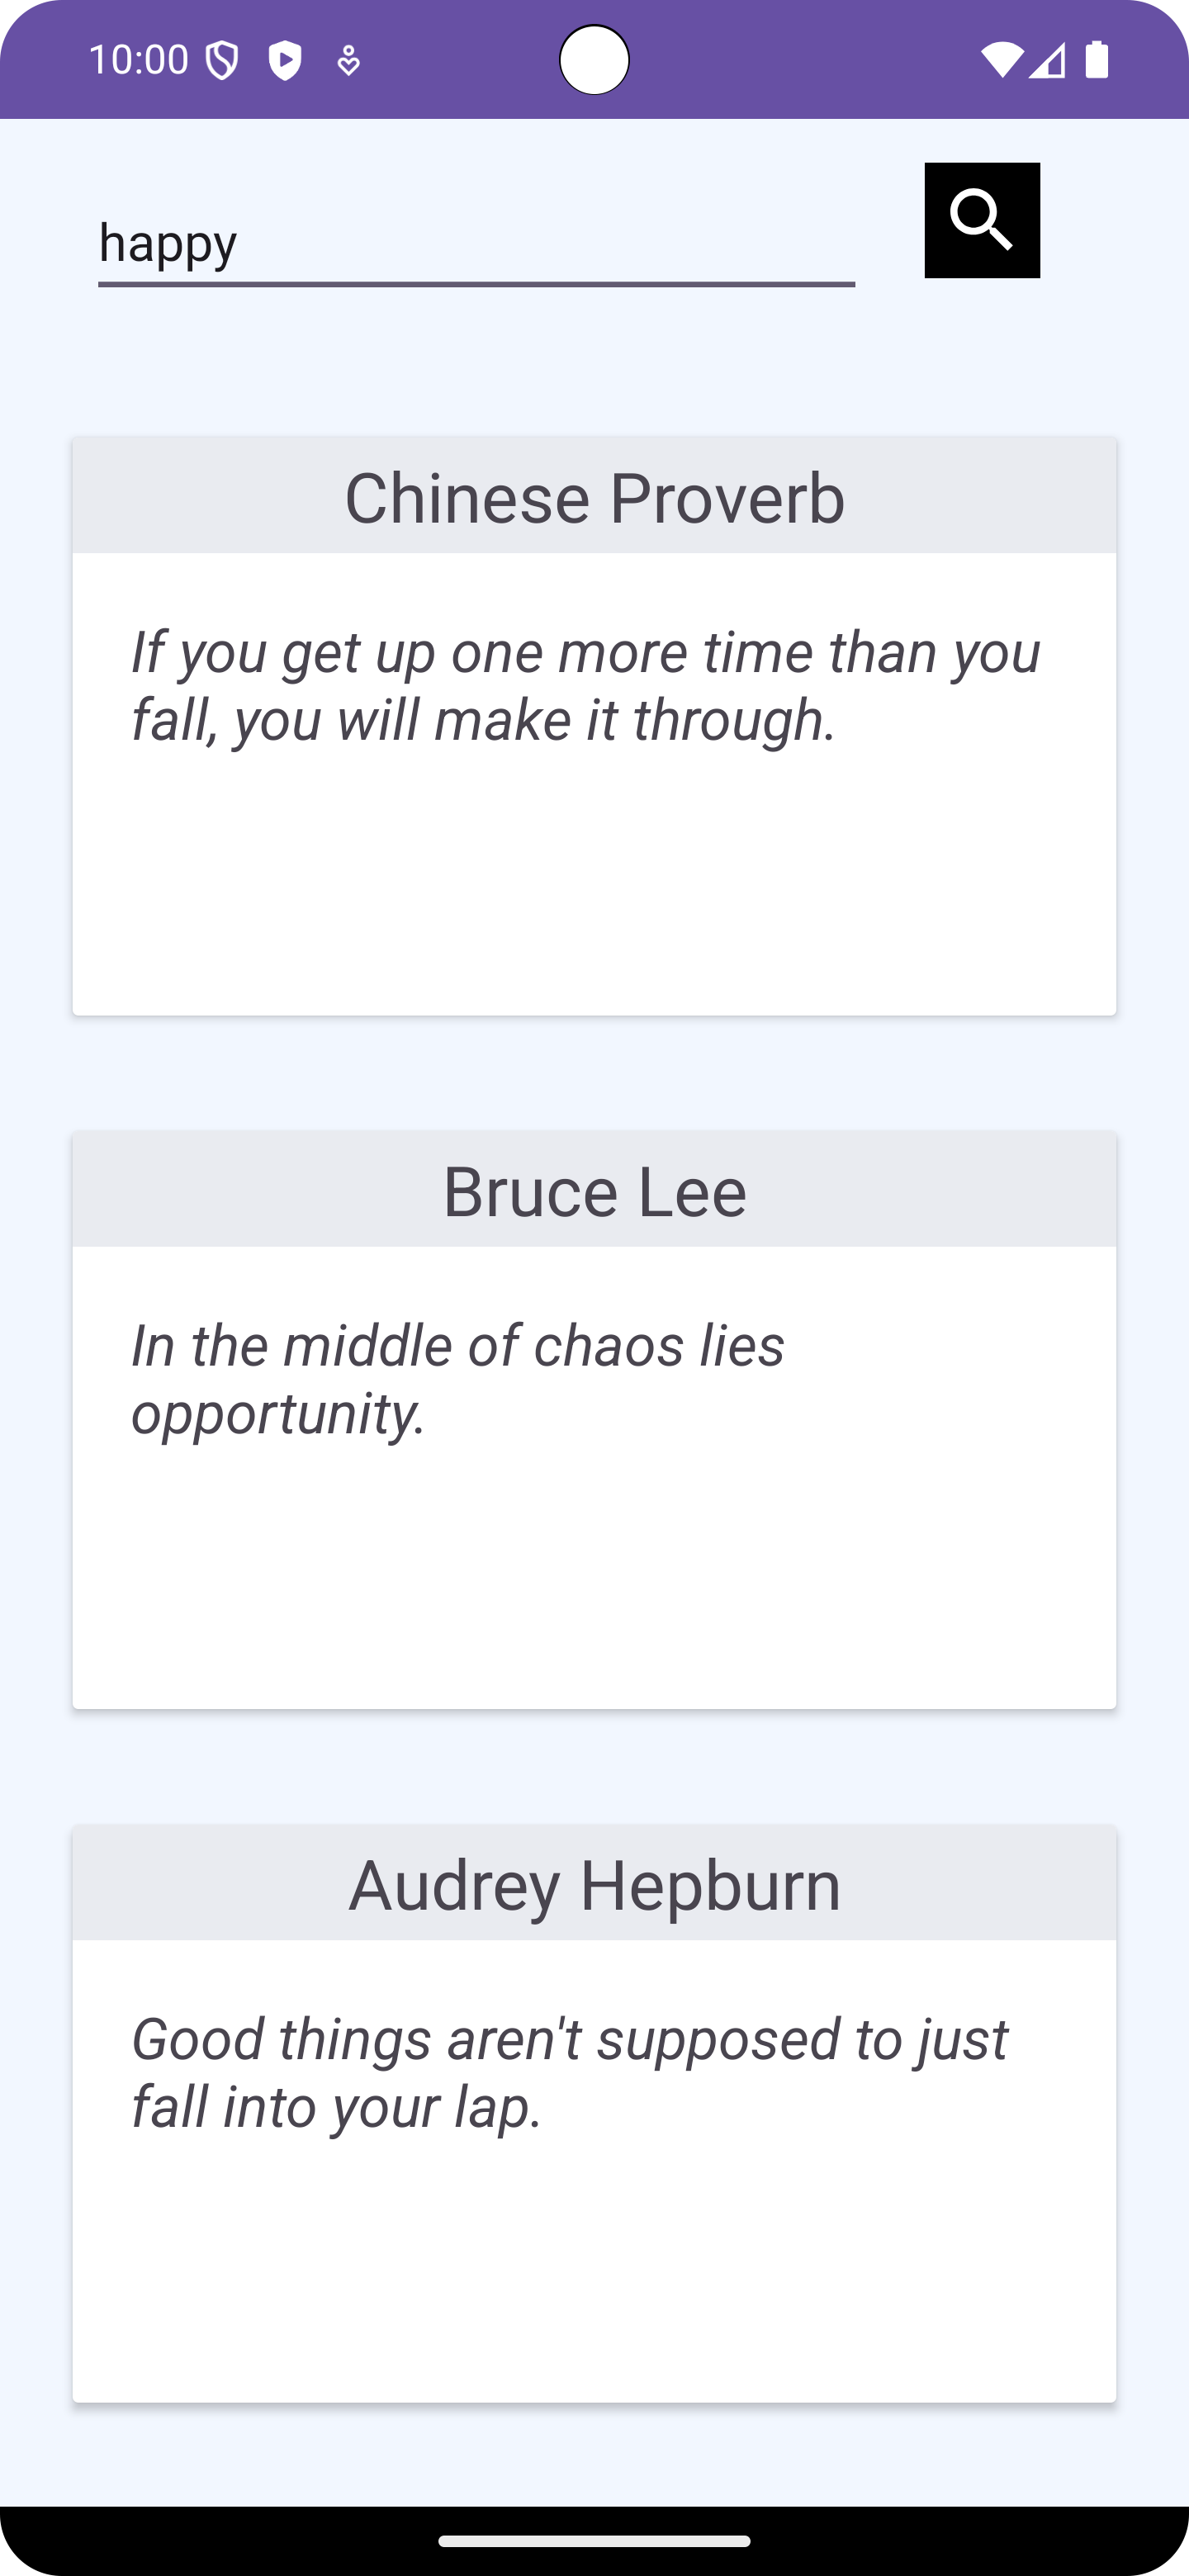 10:00
happy
Chinese Proverb
If you get up one more time than you
fall, you will make it through.
Bruce Lee
In the middle of chaos lies
opportunity.
Audrey Hepburn
Good things aren't supposed to just
fall into your lap.